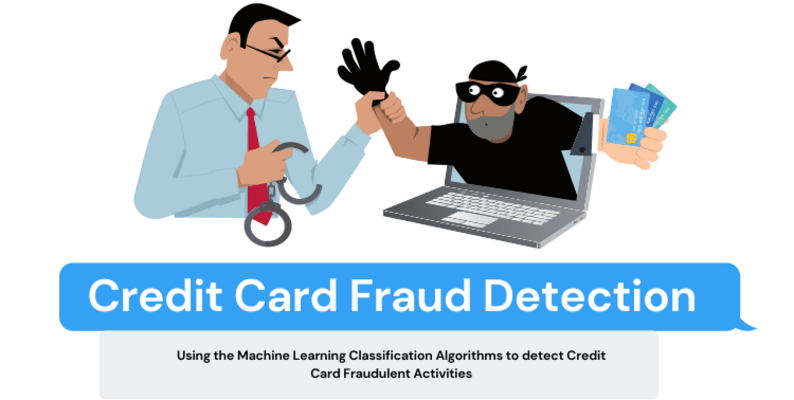 Credit Card Fraud Detection
Using the Machine Learning Classification Algorithms to detect Credit
Card Fraudulent Activities